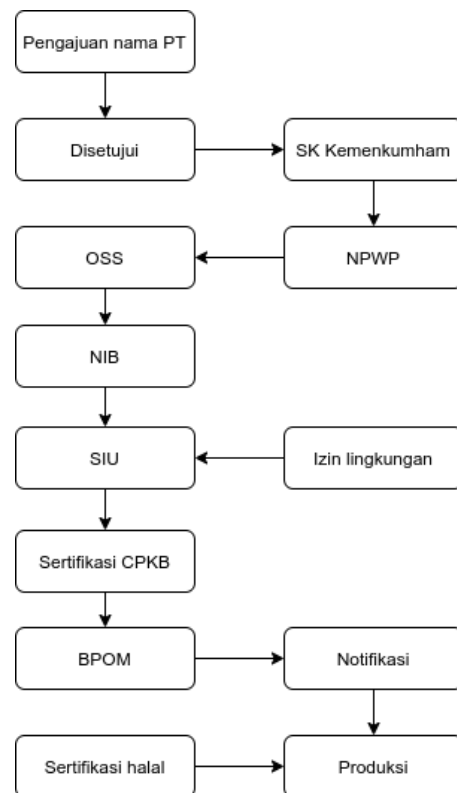 Pengajuan nama PT
Disetujui
SK Kemenkumham
OSS
NPWP
NIB
SIU
Izin lingkungan
Sertifikasi CPKB
BPOM
Notifikasi
Sertifikasi halal
Produksi